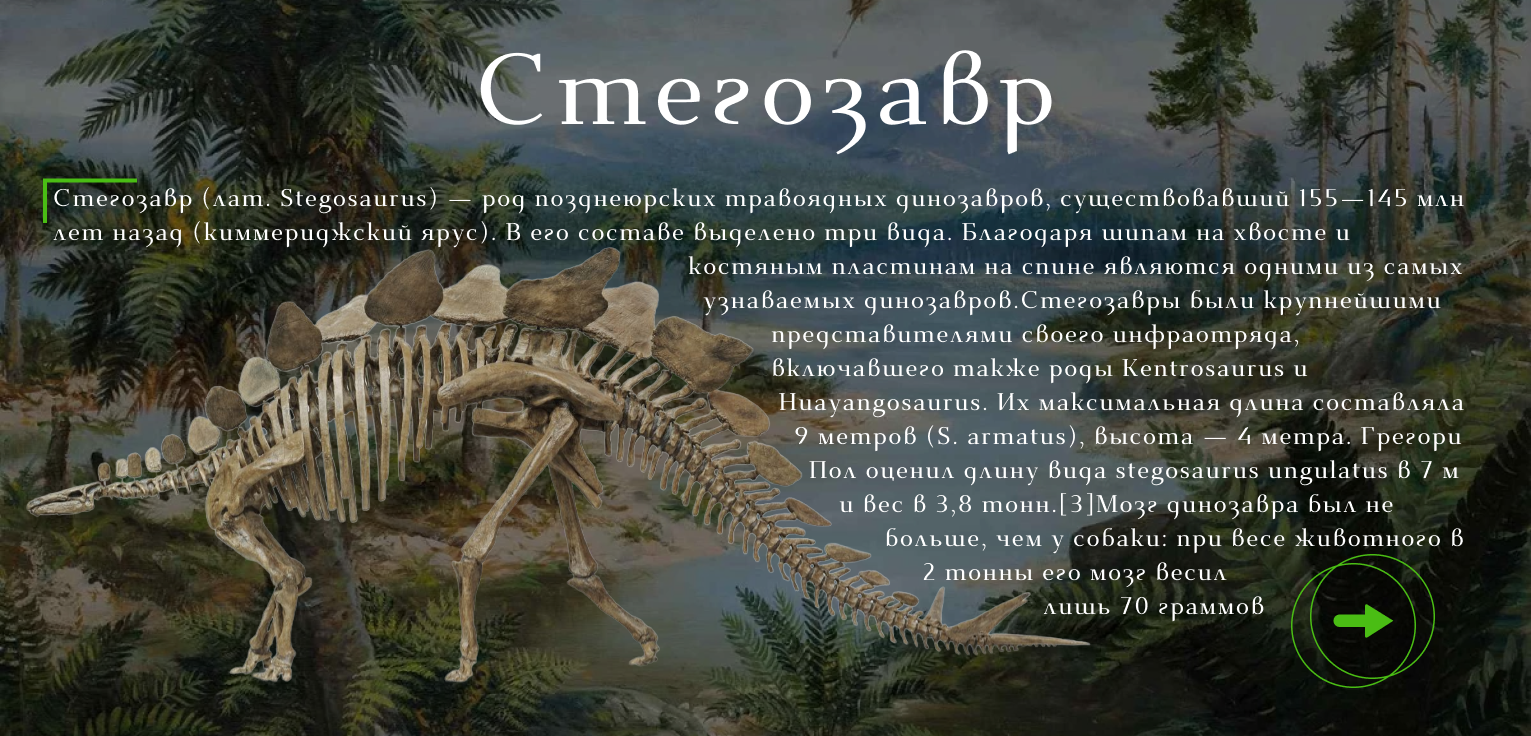 Стегозавр
Стегозавр (лат. Stegosaurus) — род позднеюрских травоядных динозавров, существовавший 155—145 млн
лет назад (киммериджский ярус). В его составе выделено три вида. Благодаря шипам на хвосте и
костяным пластинам на спине являются одними из самых
узнаваемых динозавров.Стегозавры были крупнейшими
представителями своего инфраотряда,
включавшего также роды Kentrosaurus и
Huayangosaurus. Их максимальная длина составляла
9 метров (S. armatus), высота — 4 метра. Грегори
Пол оценил длину вида stegosaurus ungulatus в 7 м
и вес в 3,8 тонн.[3]Мозг динозавра был не
больше, чем у собаки: при весе животного в
2 тонны его мозг весил
лишь 70 граммов